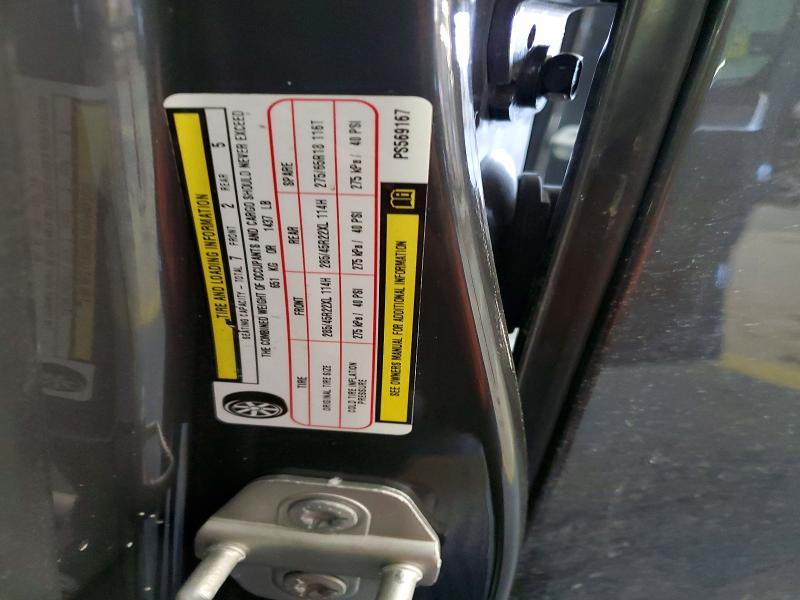 TIRE AND LOADING INFORMATION
SEATING CAPACITY - TOTAL 7 FRONT 2 REAR 5
THE COMBINED WEIGHT OF OCCUPANTS AND CARGO SHOULD NEVER EXCEED
651 KG OR 1437 LB
TIRE FRONT REAR SPARE
ORIGINAL TIRE SIZE 285/45R22XL 114H 285/45R22XL 114H 275/65R18 116T
COLD TIRE INFLATION PRESSURE 275 kPa / 40 PSI 275 kPa / 40 PSI 275 kPa / 40 PSI
SEE OWNERS MANUAL FOR ADDITIONAL INFORMATION
PS569167